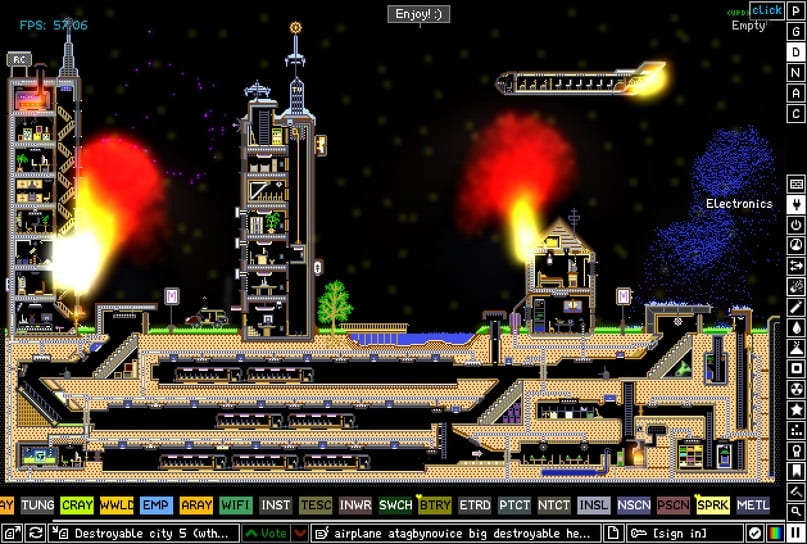 Enjoy! :)
click
FPS: 57.06
Empty
P
G
D
N
A
C
RC
Electronics
AY TUNG CRAY WWLD EMP ARAY WIFI INST TESC INWR SWCH BTRY ETRD PTCT NTCT INSL NSCN PSCN SPRK METL
Destroyable city 5 (wth... Vote airplane atagbynovice big destroyable he... [sign in]